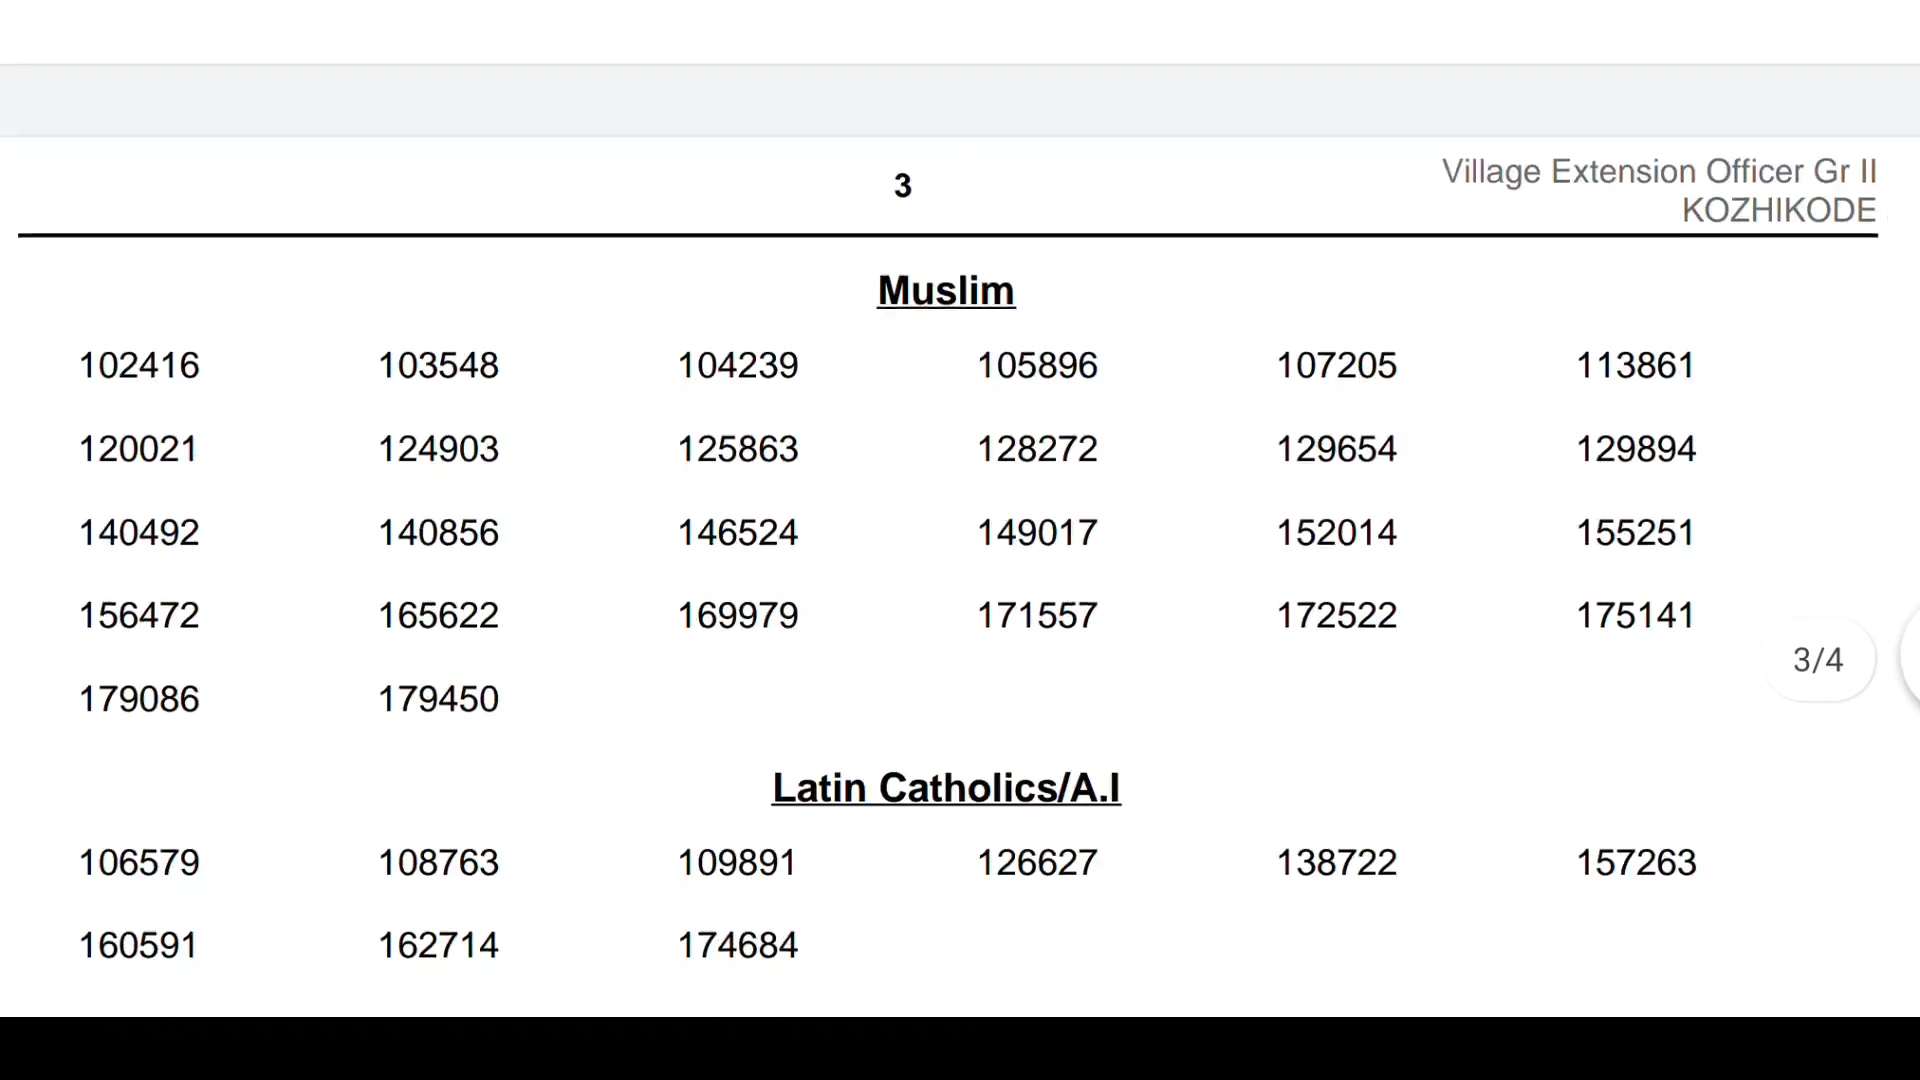 3
Village Extension Officer Gr II
KOZHIKODE
Muslim
102416 103548 104239 105896 107205 113861
120021 124903 125863 128272 129654 129894
140492 140856 146524 149017 152014 155251
156472 165622 169979 171557 172522 175141
3/4
179086 179450
Latin Catholics/A.I
106579 108763 109891 126627 138722 157263
160591 162714 174684